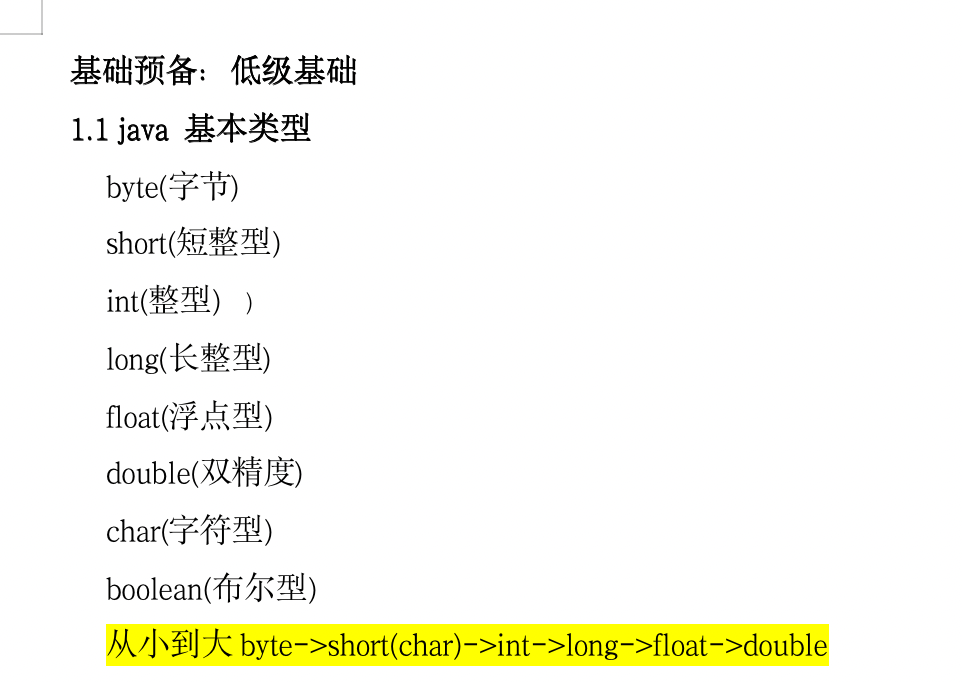 基础预备： 低级基础
1.1 java 基本类型
byte(字节)
short(短整型)
int(整型) ）
long(长整型)
float(浮点型)
double(双精度)
char(字符型)
boolean(布尔型)
从小到大 byte->short(char)->int->long->float->double